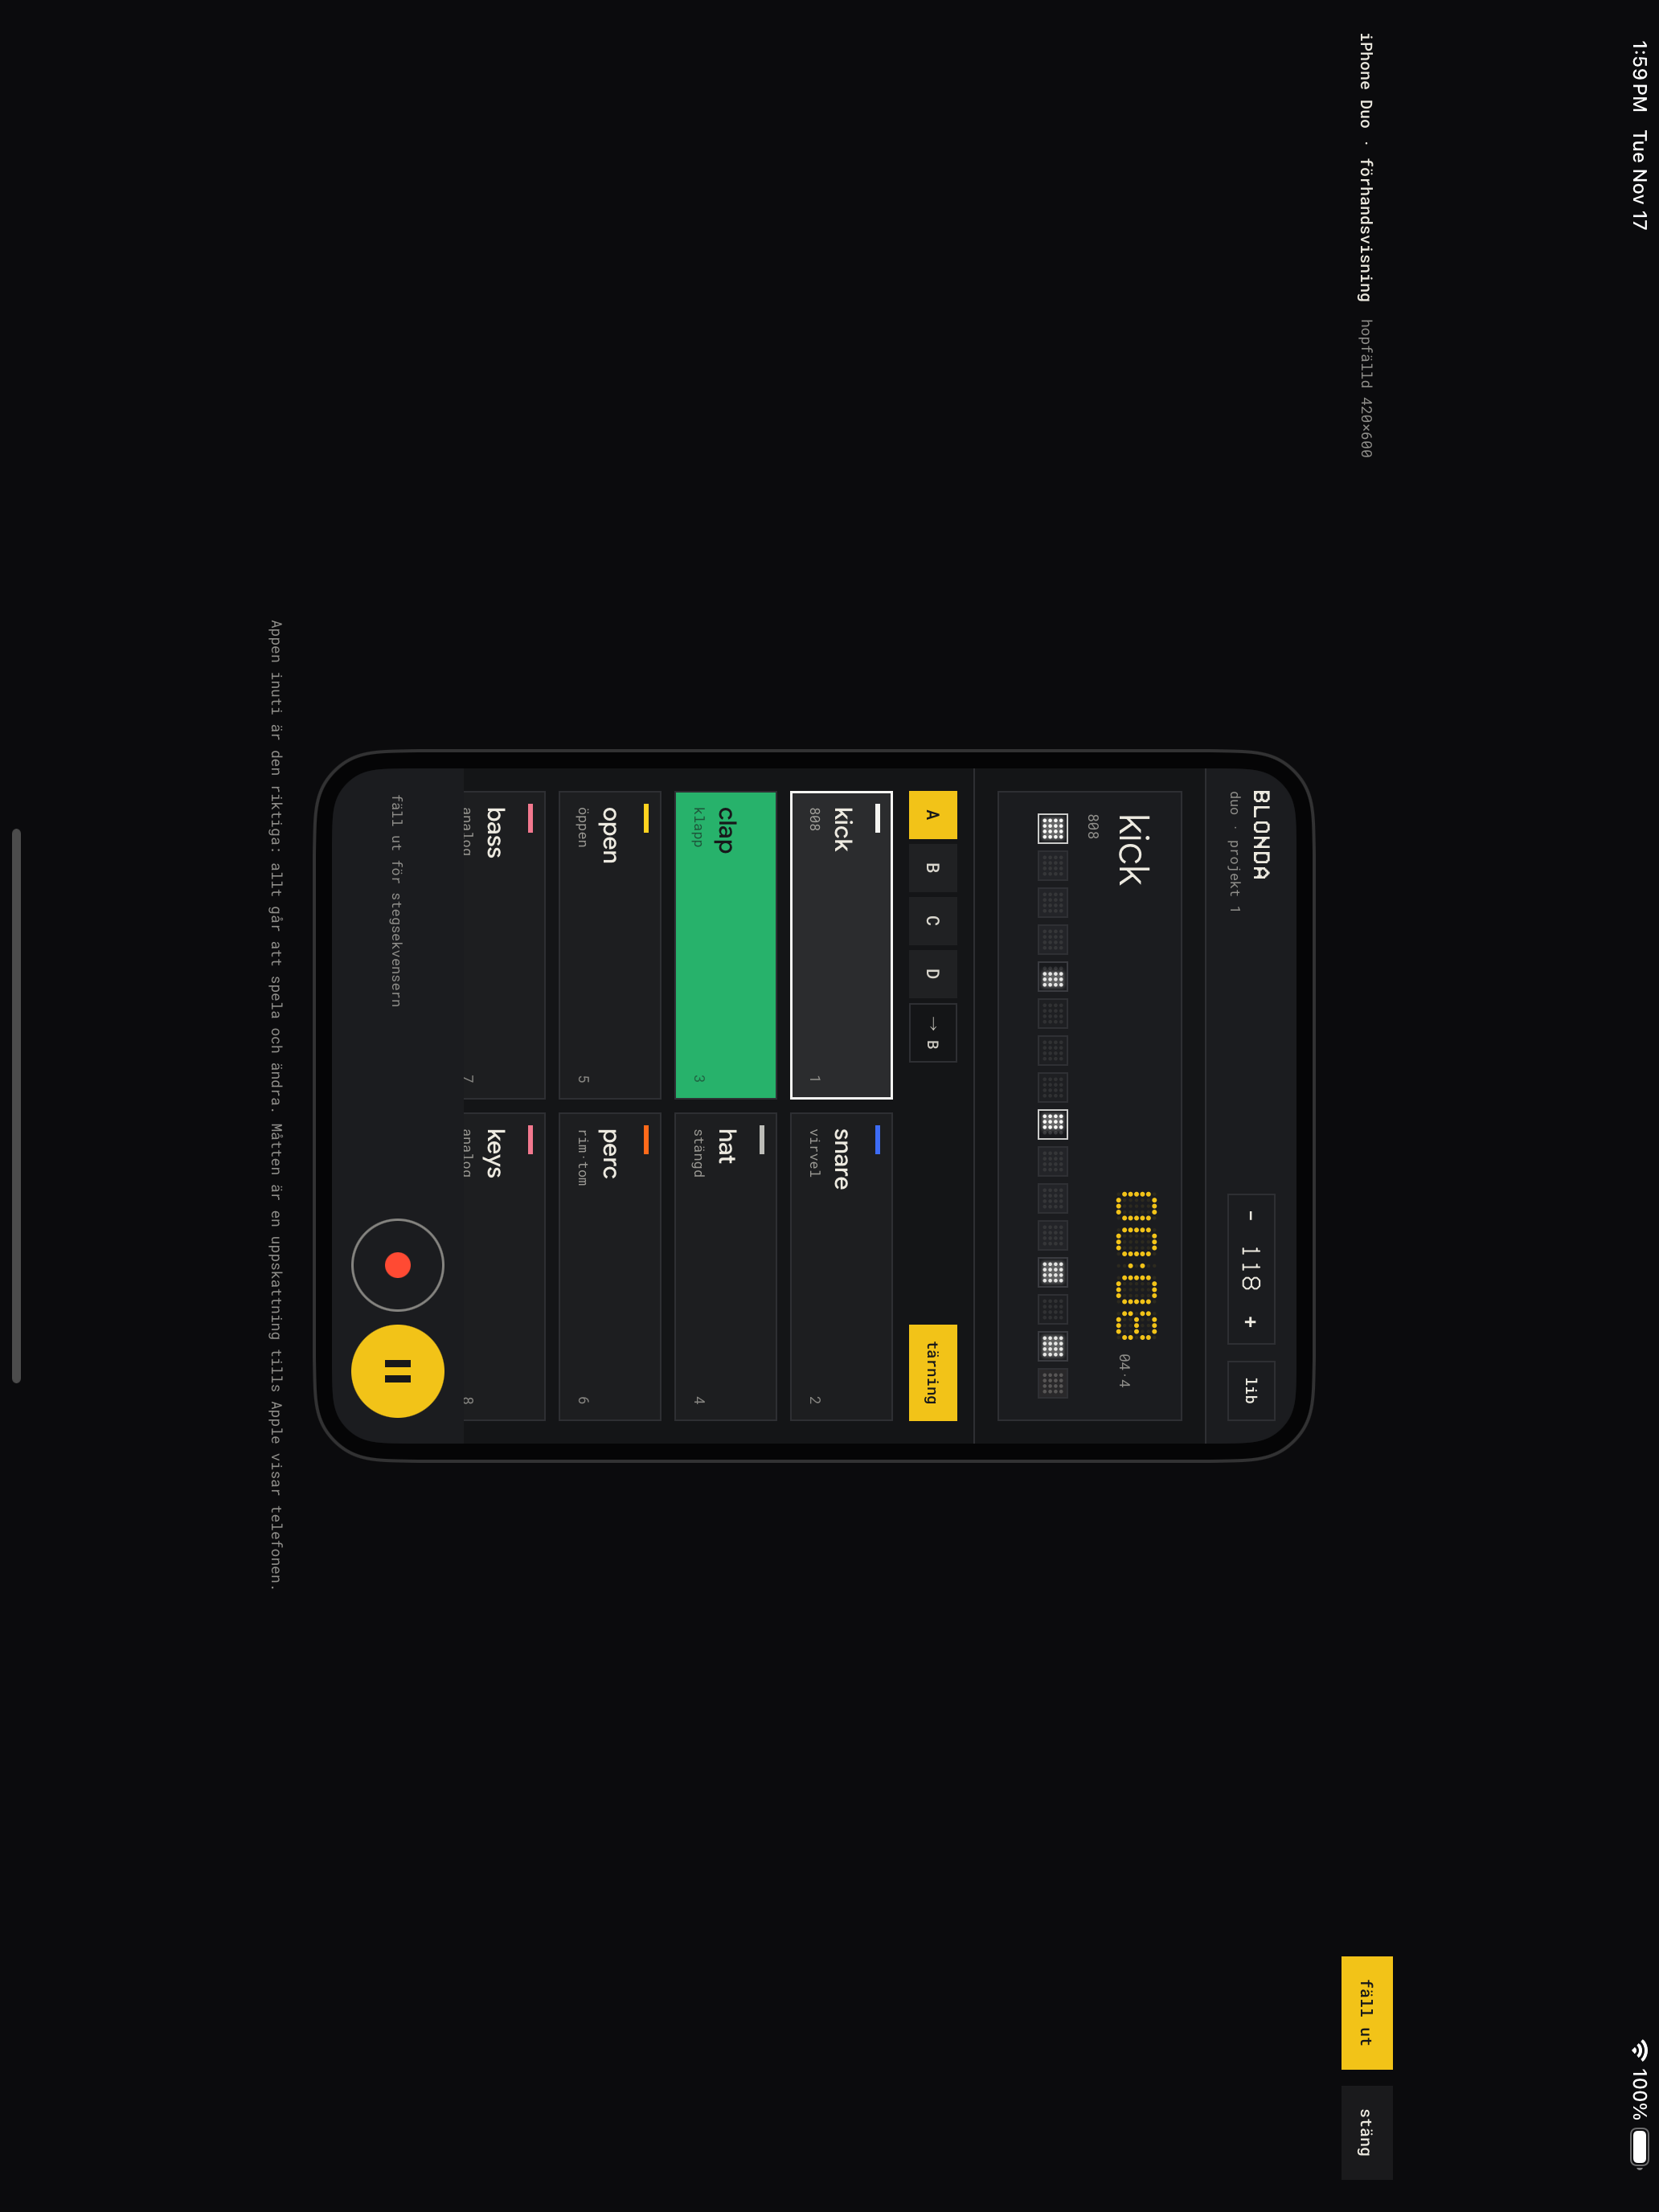 1:59 PM Tue Nov 17
100%
iPhone Duo · förhandsvisning hopfälld 420×600
fäll ut
stäng
BLONDA
duo · projekt 1
- 118 +
lib
kick
808
00:08
04·4
A
B
C
D
→ B
tärning
kick
808
1
snare
virvel
2
clap
klapp
3
hat
stängd
4
open
öppen
5
perc
rim·tom
6
bass
analog
7
keys
analog
8
fäll ut för stegsekvensern
Appen inuti är den riktiga: allt går att spela och ändra. Måtten är en uppskattning tills Apple visar telefonen.